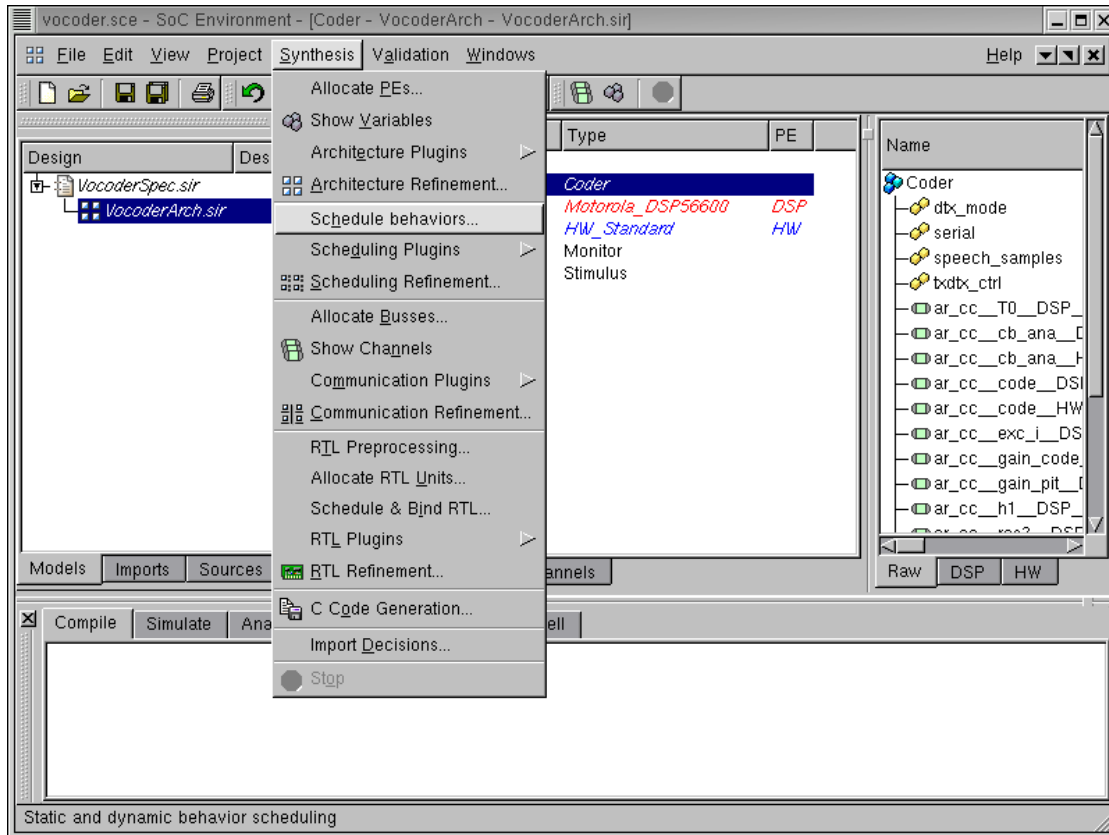 vocoder.sce - SoC Environment - [Coder - VocoderArch - VocoderArch.sir]
File Edit View Project Synthesis Validation Windows Help
Allocate PEs...
Show Variables
Architecture Plugins
Architecture Refinement...
Schedule behaviors...
Scheduling Plugins
Scheduling Refinement...
Allocate Busses...
Show Channels
Communication Plugins
Communication Refinement...
RTL Preprocessing...
Allocate RTL Units...
Schedule & Bind RTL...
RTL Plugins
RTL Refinement...
C Code Generation...
Import Decisions...
Stop
Design Des
VocoderSpec.sir
VocoderArch.sir
Type PE
Coder
Motorola_DSP56600 DSP
HW_Standard HW
Monitor
Stimulus
Name
Coder
dtx_mode
serial
speech_samples
txdtx_ctrl
ar_cc__T0__DSP_
ar_cc__cb_ana__D
ar_cc__cb_ana__H
ar_cc__code__DSP
ar_cc__code__HW
ar_cc__exc_i__DS
ar_cc__gain_code_
ar_cc__gain_pit__D
ar_cc__h1__DSP_
Models Imports Sources annels
Raw DSP HW
Compile Simulate Ana ell
Static and dynamic behavior scheduling